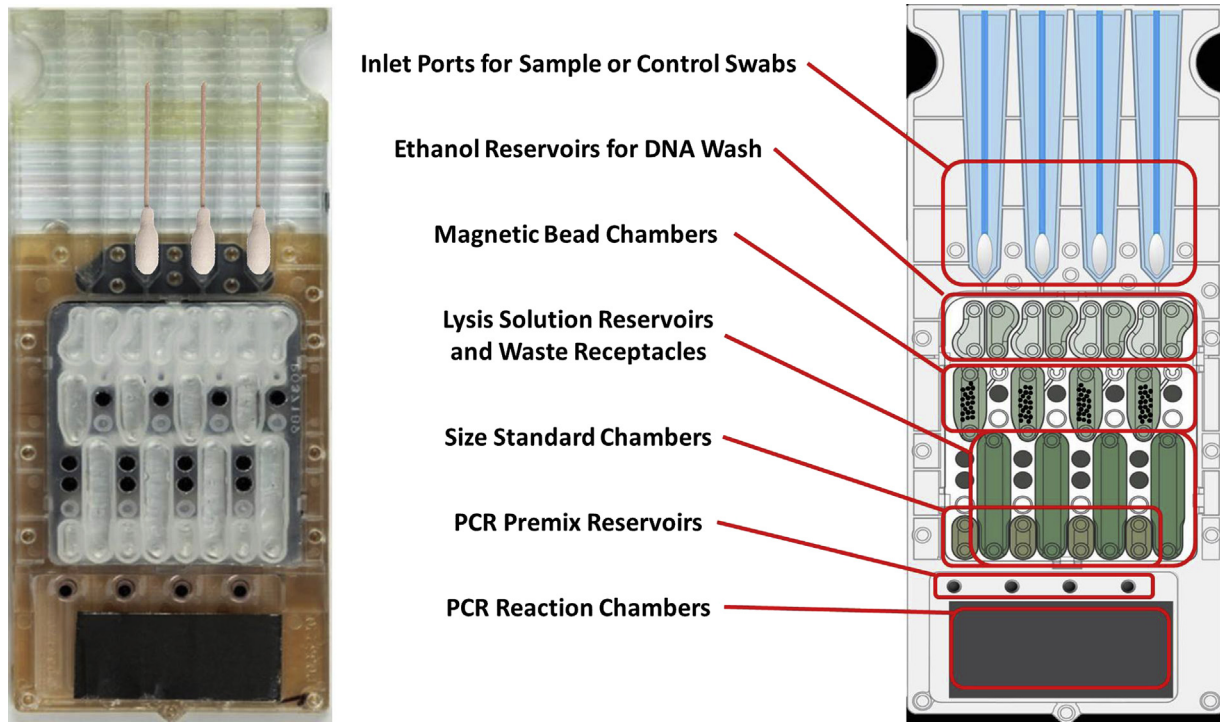 Inlet Ports for Sample or Control Swabs
Ethanol Reservoirs for DNA Wash
Magnetic Bead Chambers
Lysis Solution Reservoirs
and Waste Receptacles
Size Standard Chambers
PCR Premix Reservoirs
PCR Reaction Chambers